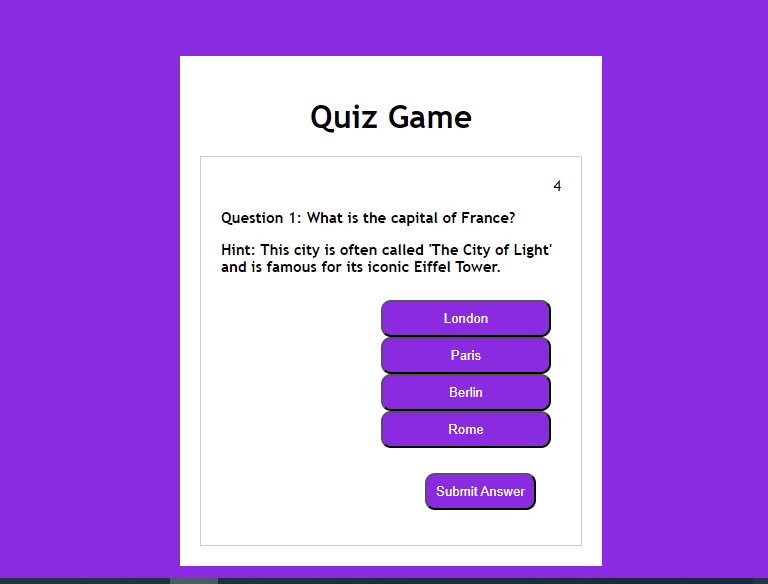 Quiz Game
4
Question 1: What is the capital of France?
Hint: This city is often called 'The City of Light'
and is famous for its iconic Eiffel Tower.
London
Paris
Berlin
Rome
Submit Answer